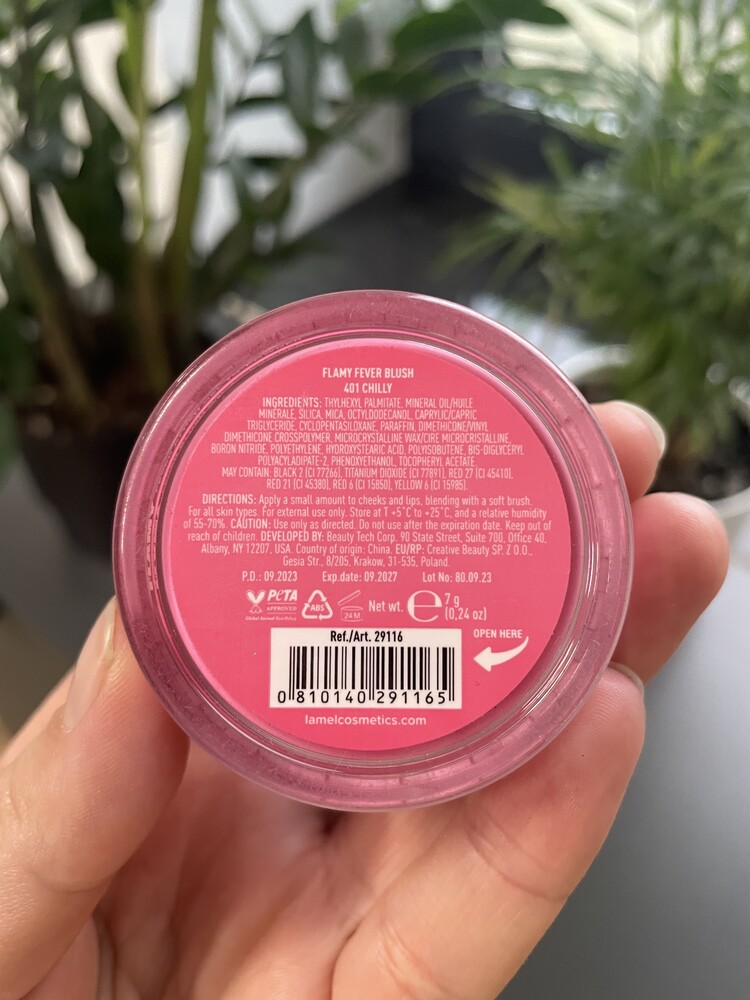 FLAMY FEVER BLUSH
401 CHILLY
INGREDIENTS: THYLHEXYL PALMITATE, MINERAL OIL/HUILE
MINERALE, SILICA, MICA, OCTYLDODECANOL, CAPRYLIC/CAPRIC
TRIGLYCERIDE, CYCLOPENTASILOXANE, PARAFFIN, DIMETHICONE/VINYL
DIMETHICONE CROSSPOLYMER, MICROCRYSTALLINE WAX/CIRE MICROCRISTALLINE,
BORON NITRIDE, POLYETHYLENE, HYDROXYSTEARIC ACID, POLYISOBUTENE, BIS-DIGLYCERYL
POLYACYLADIPATE-2, PHENOXYETHANOL, TOCOPHERYL ACETATE.
MAY CONTAIN: BLACK 2 (CI 77266), TITANIUM DIOXIDE (CI 77891), RED 27 (CI 45410),
RED 21 (CI 45380), RED 6 (CI 15850), YELLOW 6 (CI 15985).
DIRECTIONS: Apply a small amount to cheeks and lips, blending with a soft brush.
For all skin types. For external use only. Store at T +5°C to +25°C, and a relative humidity
of 55-70%. CAUTION: Use only as directed. Do not use after the expiration date. Keep out of
reach of children. DEVELOPED BY: Beauty Tech Corp. 90 State Street, Suite 700, Office 40,
Albany, NY 12207, USA. Country of origin: China. EU/RP: Creative Beauty SP. Z O.O.,
Gesia Str., 8/205, Krakow, 31-535, Poland.
P.D.: 09.2023 Exp.date: 09.2027 Lot No: 80.09.23
PETA
APPROVED
Global Animal Test Policy
ABS
24 M
Net wt. e 7 g
(0,24 oz)
Ref./Art. 29116
OPEN HERE
0 810140 291165
lamelcosmetics.com